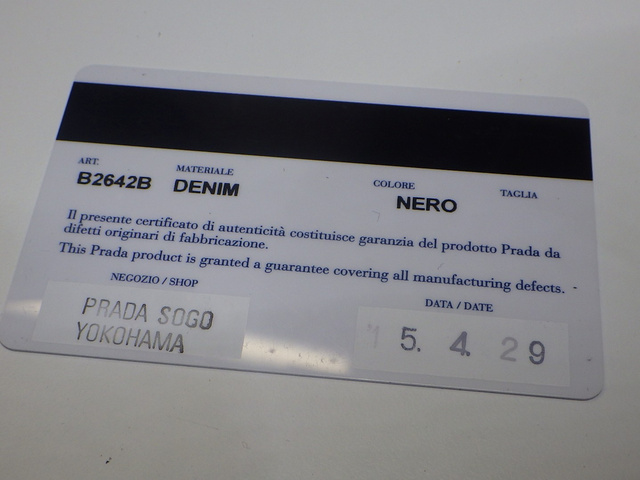 ART. MATERIALE COLORE TAGLIA
B2642B DENIM NERO
Il presente certificato di autenticità costituisce garanzia del prodotto Prada da
difetti originari di fabbricazione.
This Prada product is granted a guarantee covering all manufacturing defects. -
NEGOZIO / SHOP
PRADA SOGO
YOKOHAMA
DATA / DATE
15. 4. 29